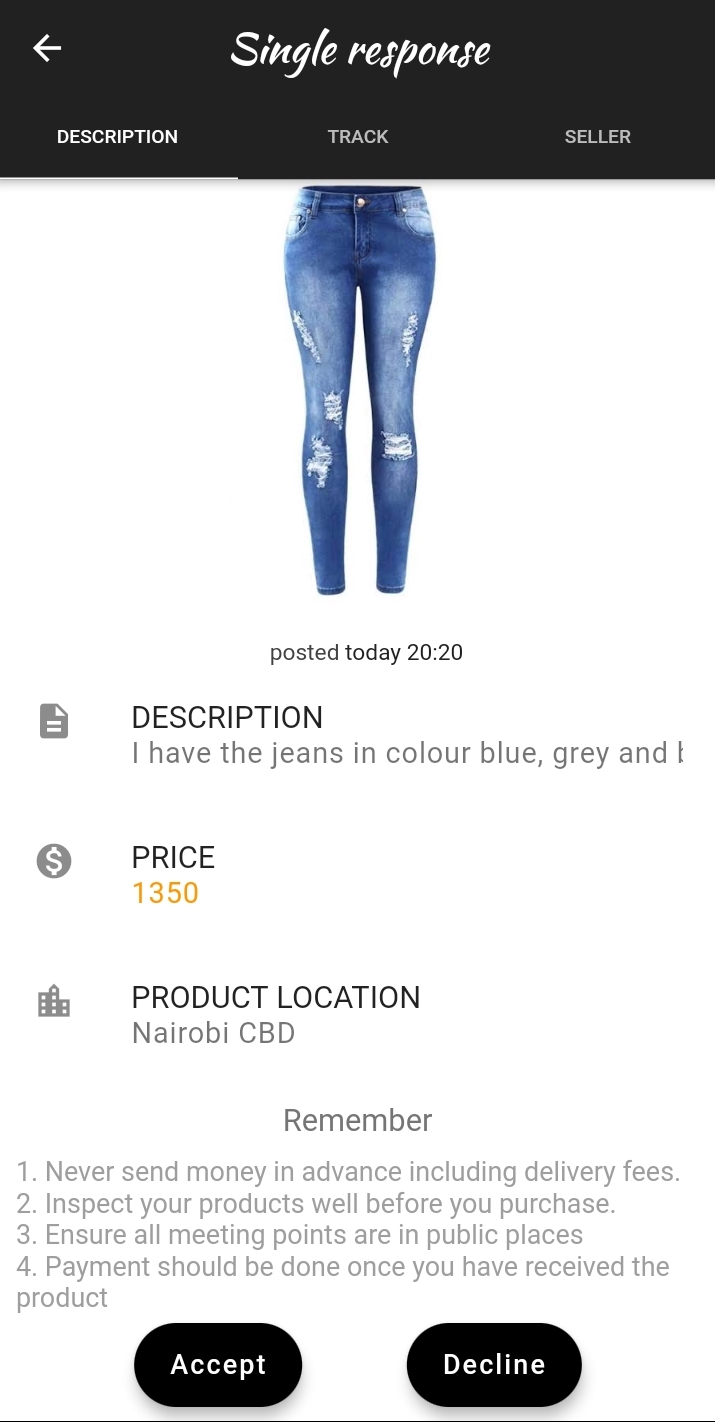 Single response
DESCRIPTION
TRACK
SELLER
posted today 20:20
DESCRIPTION
I have the jeans in colour blue, grey and
PRICE
1350
PRODUCT LOCATION
Nairobi CBD
Remember
1. Never send money in advance including delivery fees.
2. Inspect your products well before you purchase.
3. Ensure all meeting points are in public places
4. Payment should be done once you have received the
product
Accept
Decline